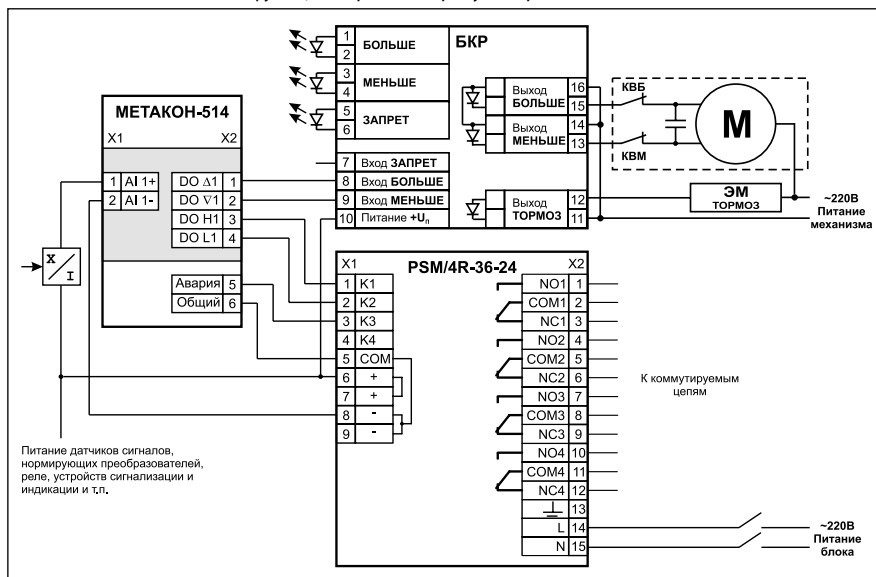 БКР
1
2
БОЛЬШЕ
3
4
МЕНЬШЕ
5
6
ЗАПРЕТ
7 Вход ЗАПРЕТ
8 Вход БОЛЬШЕ
9 Вход МЕНЬШЕ
10 Питание +Uп
Выход
БОЛЬШЕ
16
15
Выход
МЕНЬШЕ
14
13
Выход
ТОРМОЗ
12
11
КВБ
КВМ
М
ЭМ
ТОРМОЗ
~220В
Питание
механизма
МЕТАКОН-514
X1 X2
1 AI 1+
2 AI 1-
DO Δ1 1
DO ∇1 2
DO H1 3
DO L1 4
Авария 5
Общий 6
X
I
Питание датчиков сигналов,
нормирующих преобразователей,
реле, устройств сигнализации и
индикации и т.п.
X1 PSM/4R-36-24 X2
1 K1
2 K2
3 K3
4 K4
5 COM
6 +
7 +
8 -
9 -
NO1 1
COM1 2
NC1 3
NO2 4
COM2 5
NC2 6
NO3 7
COM3 8
NC3 9
NO4 10
COM4 11
NC4 12
13
L 14
N 15
К коммутируемым
цепям
~220В
Питание
блока